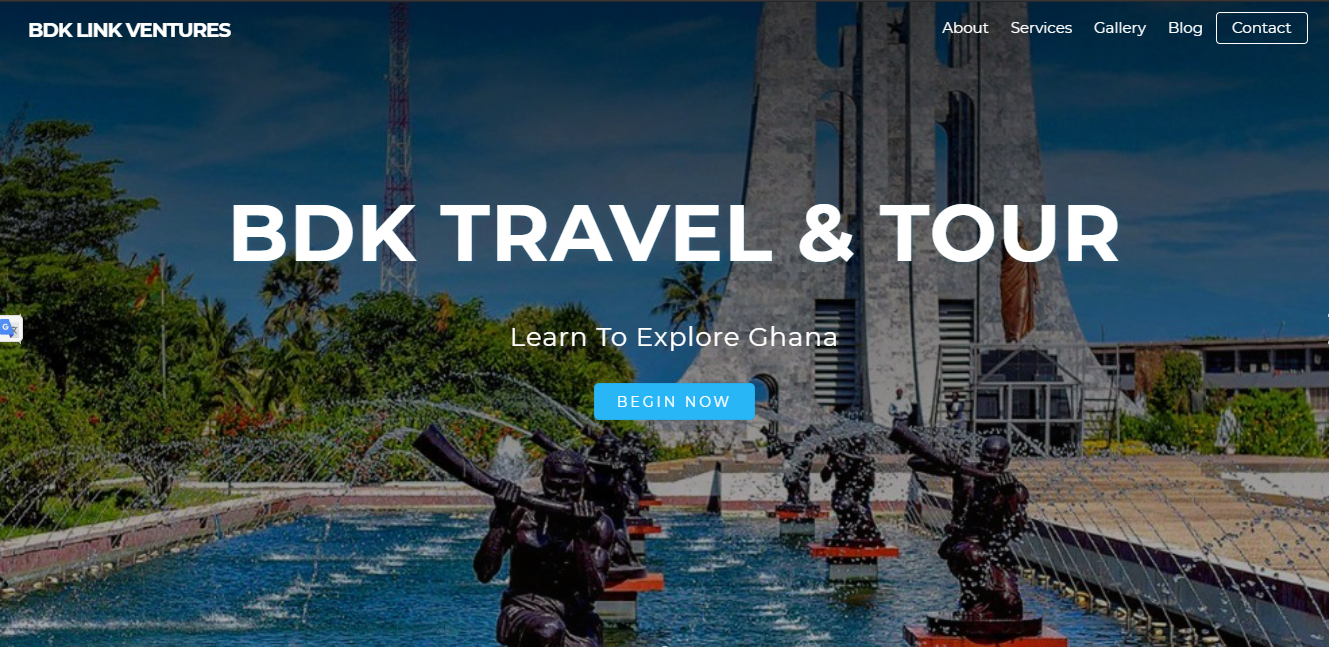 BDK LINK VENTURES
About Services Gallery Blog Contact
BDK TRAVEL & TOUR
Learn To Explore Ghana
BEGIN NOW
G